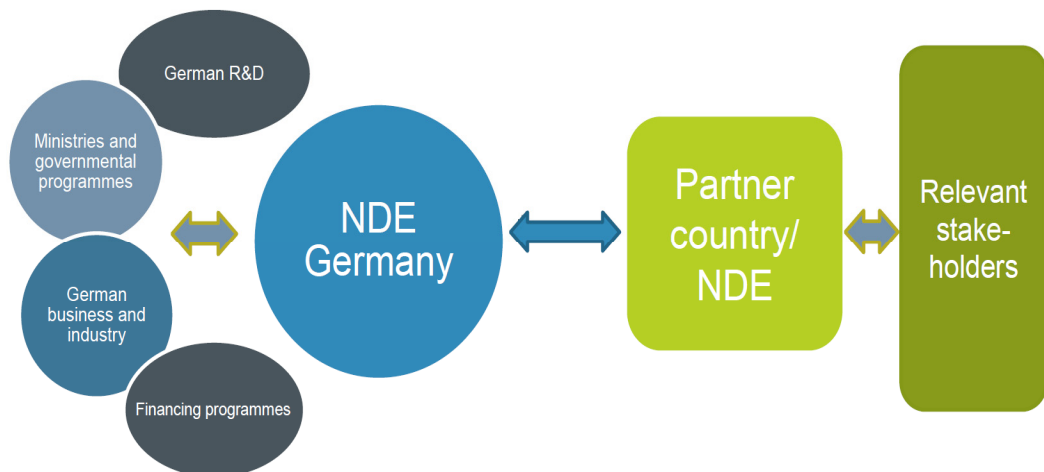 German R&D
Ministries and
governmental
programmes
German
business and
industry
Financing programmes
NDE
Germany
Partner
country/
NDE
Relevant
stake-
holders